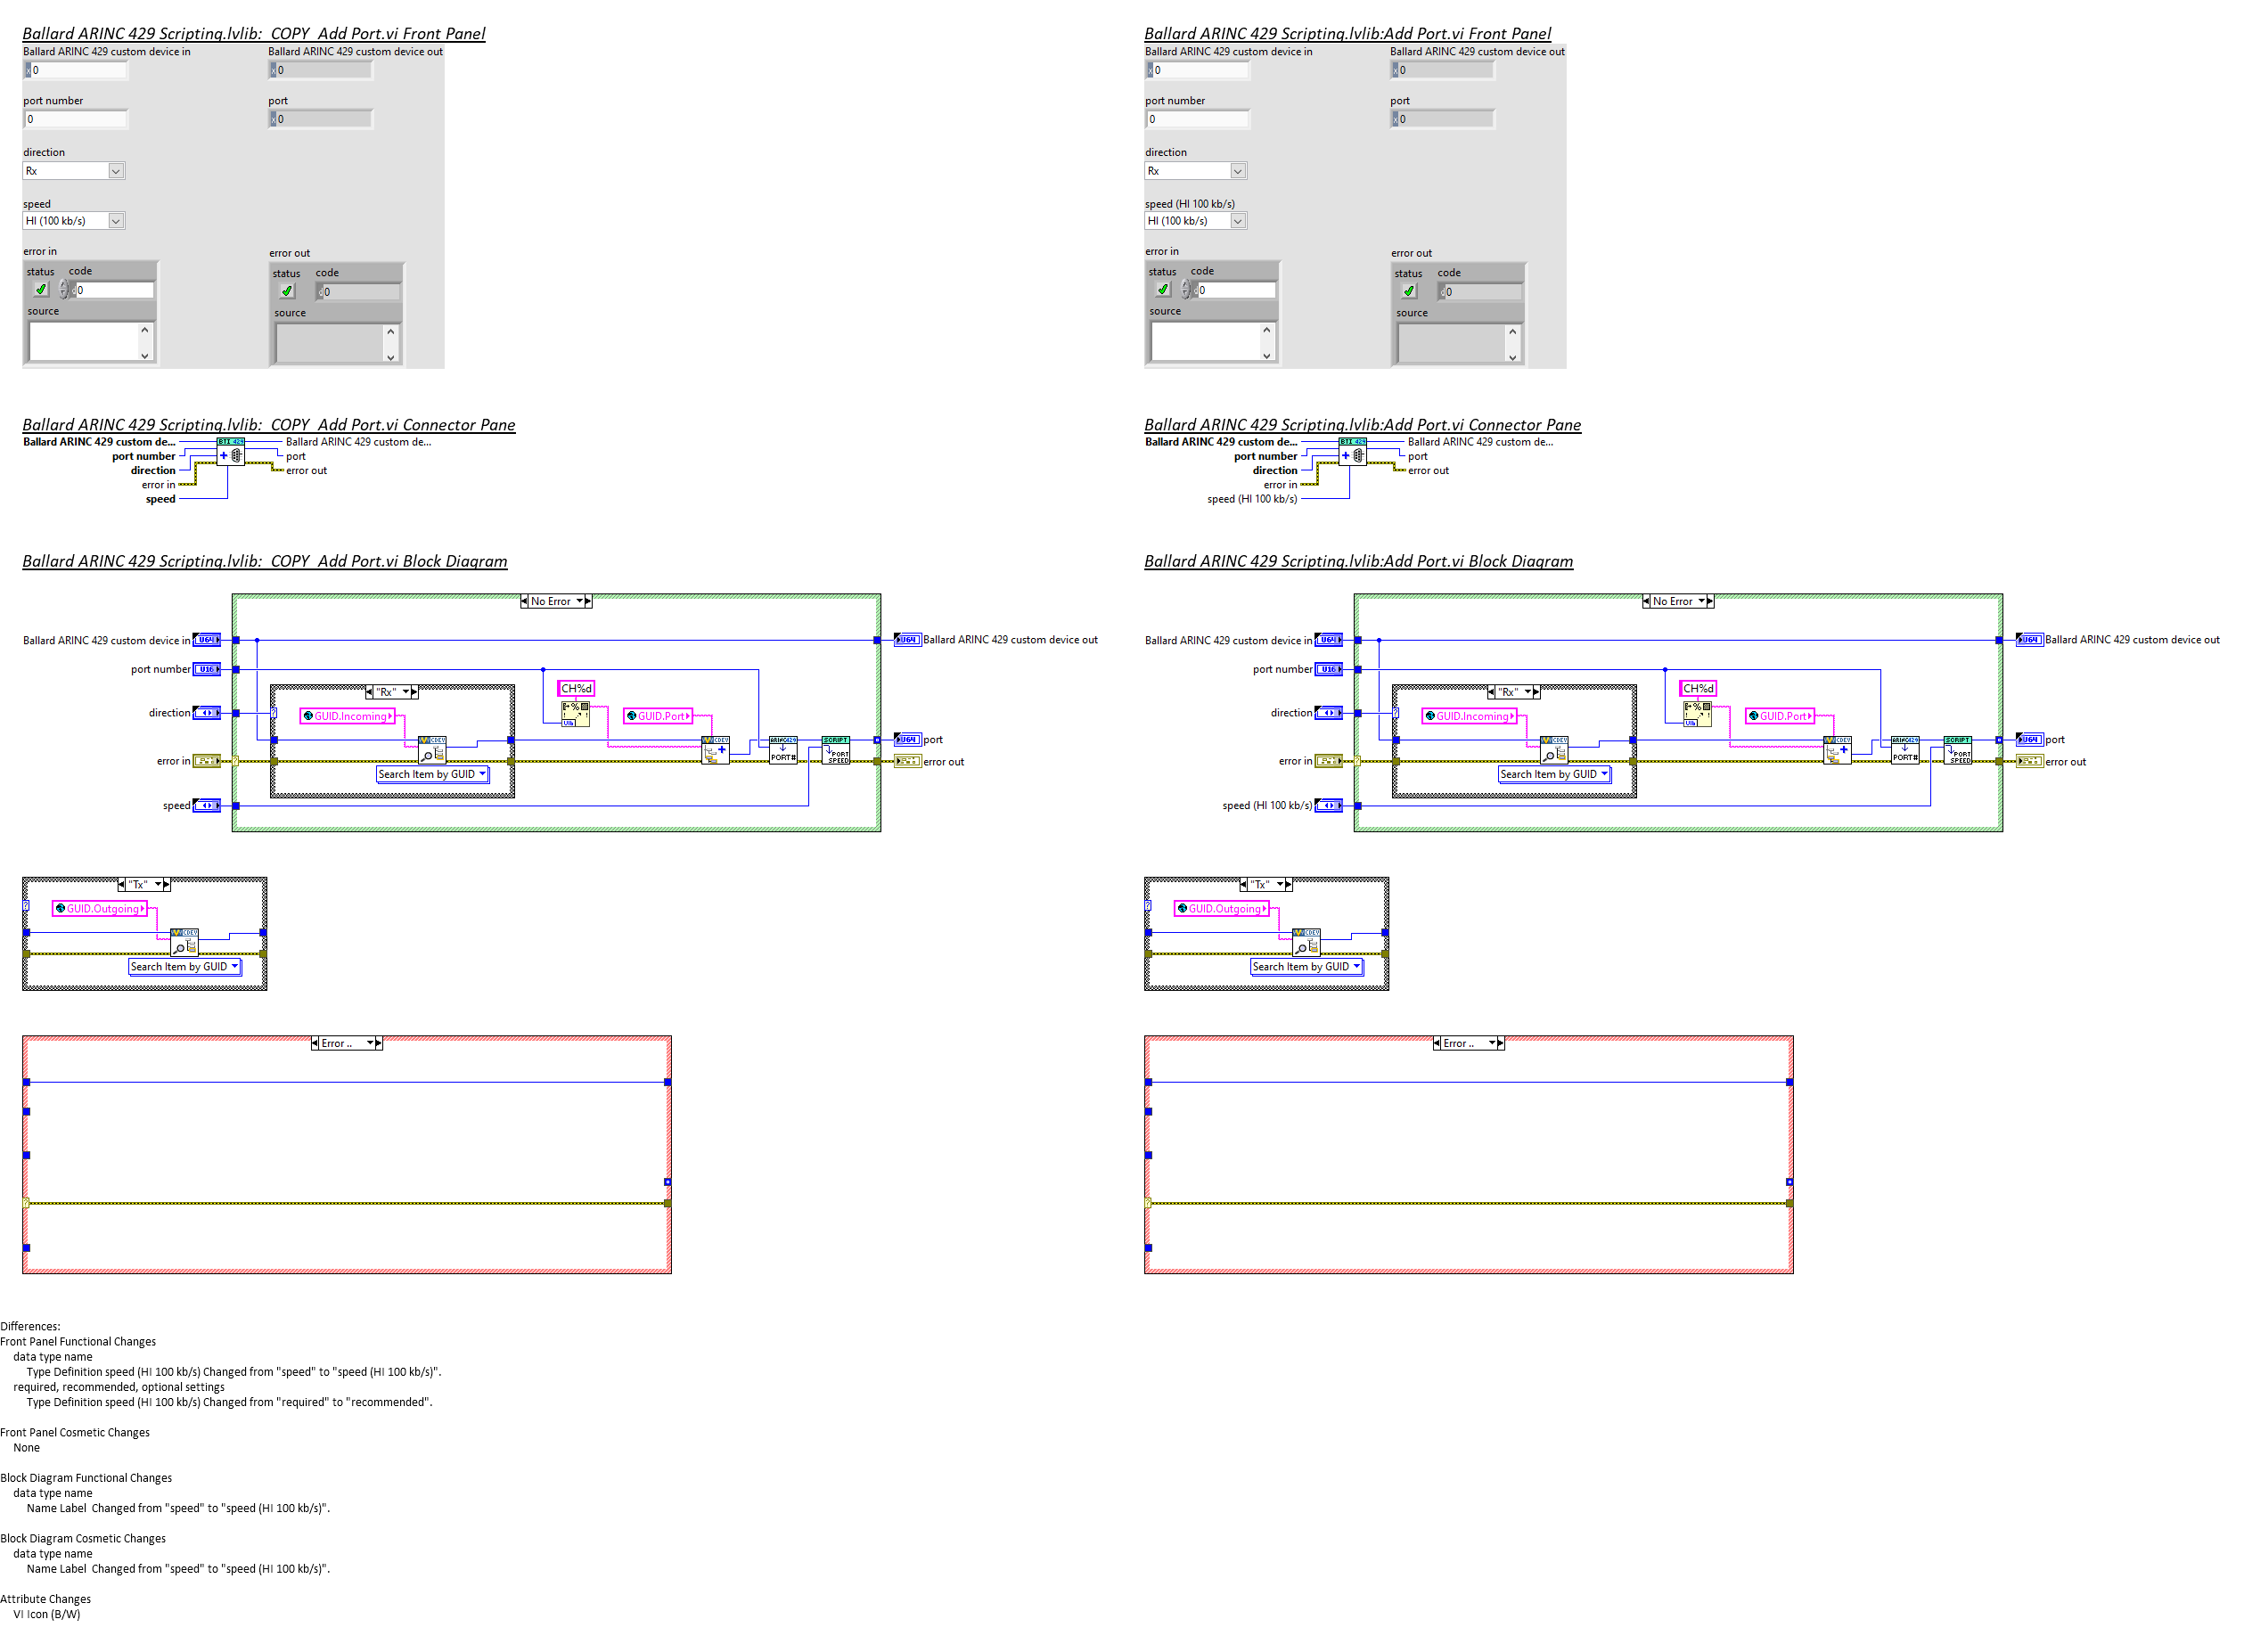 Ballard ARINC 429 Scripting.lvlib:  COPY  Add Port.vi Front Panel
Ballard ARINC 429 custom device in
Ballard ARINC 429 custom device out
x 0
x 0
port number
port
0
x 0
direction
Rx
speed
HI (100 kb/s)
error in
error out
status code
status code
0
0
source
source
Ballard ARINC 429 Scripting.lvlib:  COPY  Add Port.vi Connector Pane
Ballard ARINC 429 custom de...
Ballard ARINC 429 custom de...
port number
port
direction
error out
error in
speed
Ballard ARINC 429 Scripting.lvlib:  COPY  Add Port.vi Block Diagram
No Error
Ballard ARINC 429 custom device in
U64
U64
Ballard ARINC 429 custom device out
port number
U16
"Rx"
CH%d
direction
GUID.Incoming
GUID.Port
CDEV
CDEV
ARINC429
PORT#
SCRIPT
PORT
SPEED
U64
port
error in
error out
Search Item by GUID
speed
"Tx"
GUID.Outgoing
CDEV
Search Item by GUID
Error ..
Ballard ARINC 429 Scripting.lvlib:Add Port.vi Front Panel
Ballard ARINC 429 custom device in
Ballard ARINC 429 custom device out
x 0
x 0
port number
port
0
x 0
direction
Rx
speed (HI 100 kb/s)
HI (100 kb/s)
error in
error out
status code
status code
0
0
source
source
Ballard ARINC 429 Scripting.lvlib:Add Port.vi Connector Pane
Ballard ARINC 429 custom de...
Ballard ARINC 429 custom de...
port number
port
direction
error out
error in
speed (HI 100 kb/s)
Ballard ARINC 429 Scripting.lvlib:Add Port.vi Block Diagram
No Error
Ballard ARINC 429 custom device in
U64
U64
Ballard ARINC 429 custom device out
port number
U16
"Rx"
CH%d
direction
GUID.Incoming
GUID.Port
CDEV
CDEV
ARINC429
PORT#
SCRIPT
PORT
SPEED
U64
port
error in
error out
Search Item by GUID
speed (HI 100 kb/s)
"Tx"
GUID.Outgoing
CDEV
Search Item by GUID
Error ..
Differences:
Front Panel Functional Changes
data type name
Type Definition speed (HI 100 kb/s) Changed from "speed" to "speed (HI 100 kb/s)".
required, recommended, optional settings
Type Definition speed (HI 100 kb/s) Changed from "required" to "recommended".
Front Panel Cosmetic Changes
None
Block Diagram Functional Changes
data type name
Name Label  Changed from "speed" to "speed (HI 100 kb/s)".
Block Diagram Cosmetic Changes
data type name
Name Label  Changed from "speed" to "speed (HI 100 kb/s)".
Attribute Changes
VI Icon (B/W)